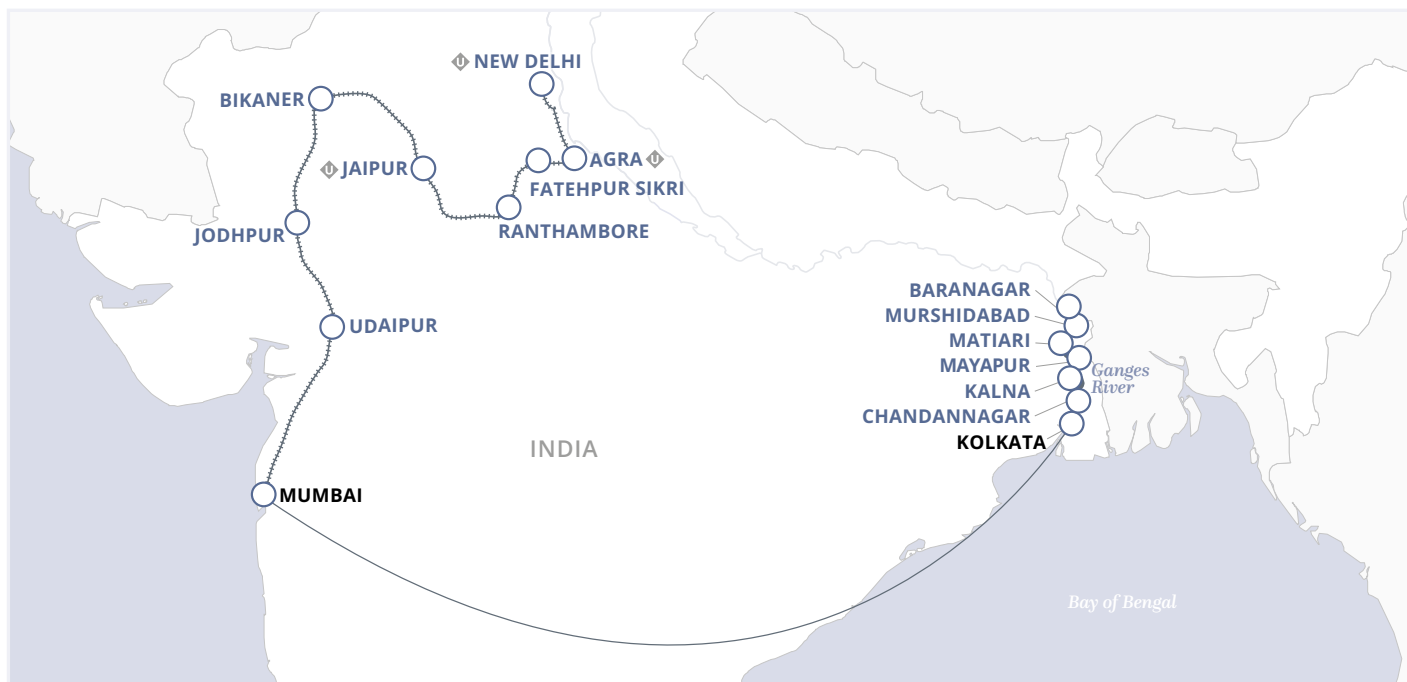 U NEW DELHI
BIKANER
U JAIPUR
AGRA U
FATEHPUR SIKRI
RANTHAMBORE
JODHPUR
UDAIPUR
BARANAGAR
MURSHIDABAD
MATIARI
MAYAPUR
Ganges
River
KALNA
CHANDANNAGAR
KOLKATA
INDIA
MUMBAI
Bay of Bengal